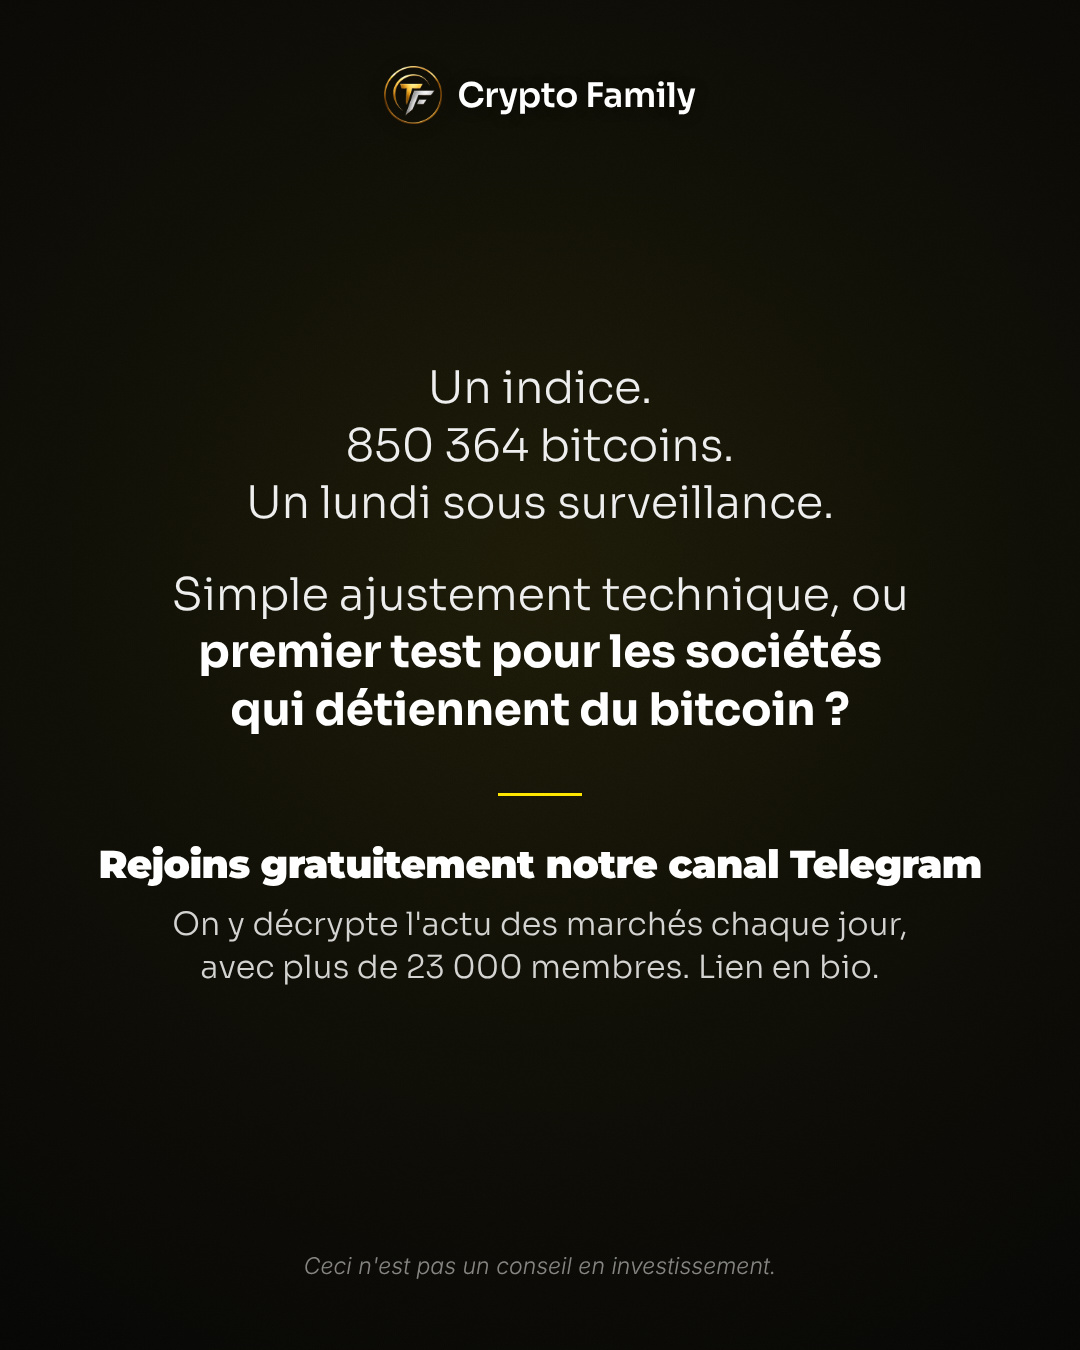 TF Crypto Family
Un indice.
850 364 bitcoins.
Un lundi sous surveillance.
Simple ajustement technique, ou
premier test pour les sociétés
qui détiennent du bitcoin ?
Rejoins gratuitement notre canal Telegram
On y décrypte l'actu des marchés chaque jour,
avec plus de 23 000 membres. Lien en bio.
Ceci n'est pas un conseil en investissement.